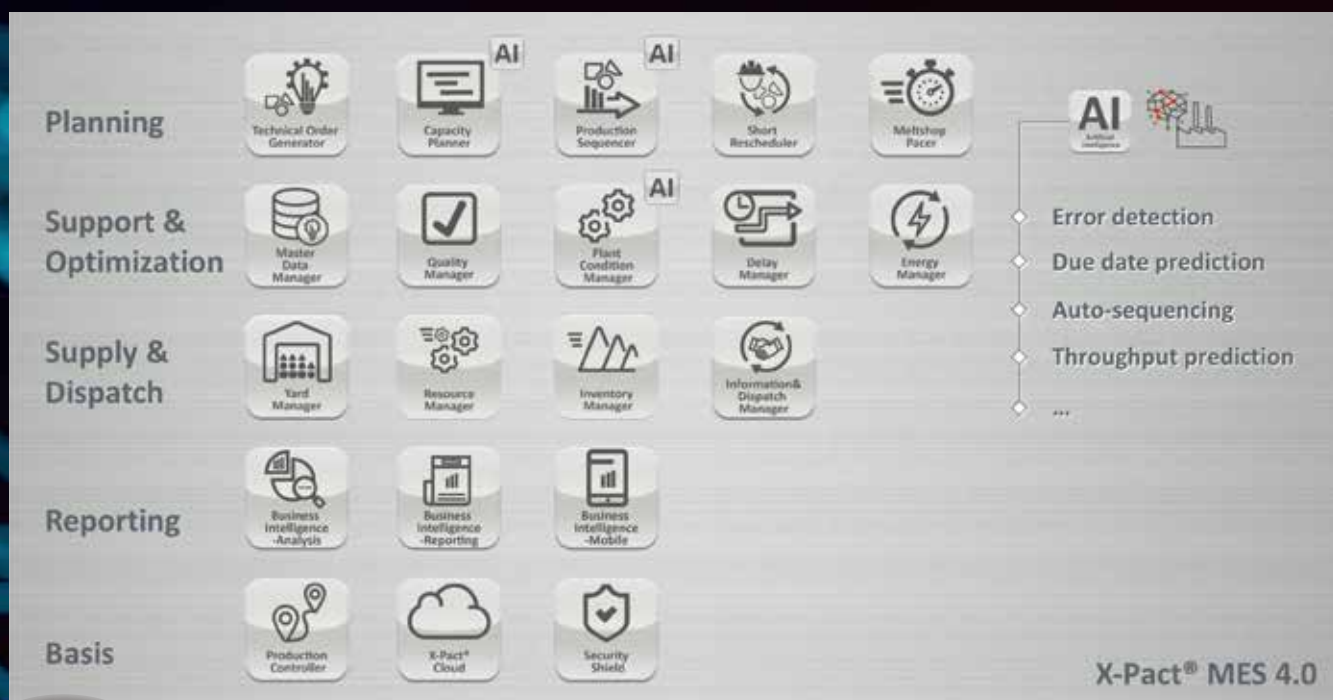 Planning
Technical Order
Generator
AI
Capacity
Planner
AI
Production
Sequencer
Short
Rescheduler
Meltshop
Pacer
AI
Artificial
Intelligence
Support &
Optimization
Master
Data
Manager
Quality
Manager
AI
Plant
Condition
Manager
Delay
Manager
Energy
Manager
Error detection
Due date prediction
Auto-sequencing
Throughput prediction
...
Supply &
Dispatch
Yard
Manager
Resource
Manager
Inventory
Manager
Information&
Dispatch
Manager
Reporting
Business
Intelligence
-Analysis
Business
Intelligence
-Reporting
Business
Intelligence
-Mobile
Basis
Production
Controller
X-Pact®
Cloud
Security
Shield
X-Pact® MES 4.0